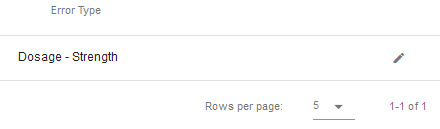 Error Type
Dosage - Strength
Rows per page: 5 1-1 of 1